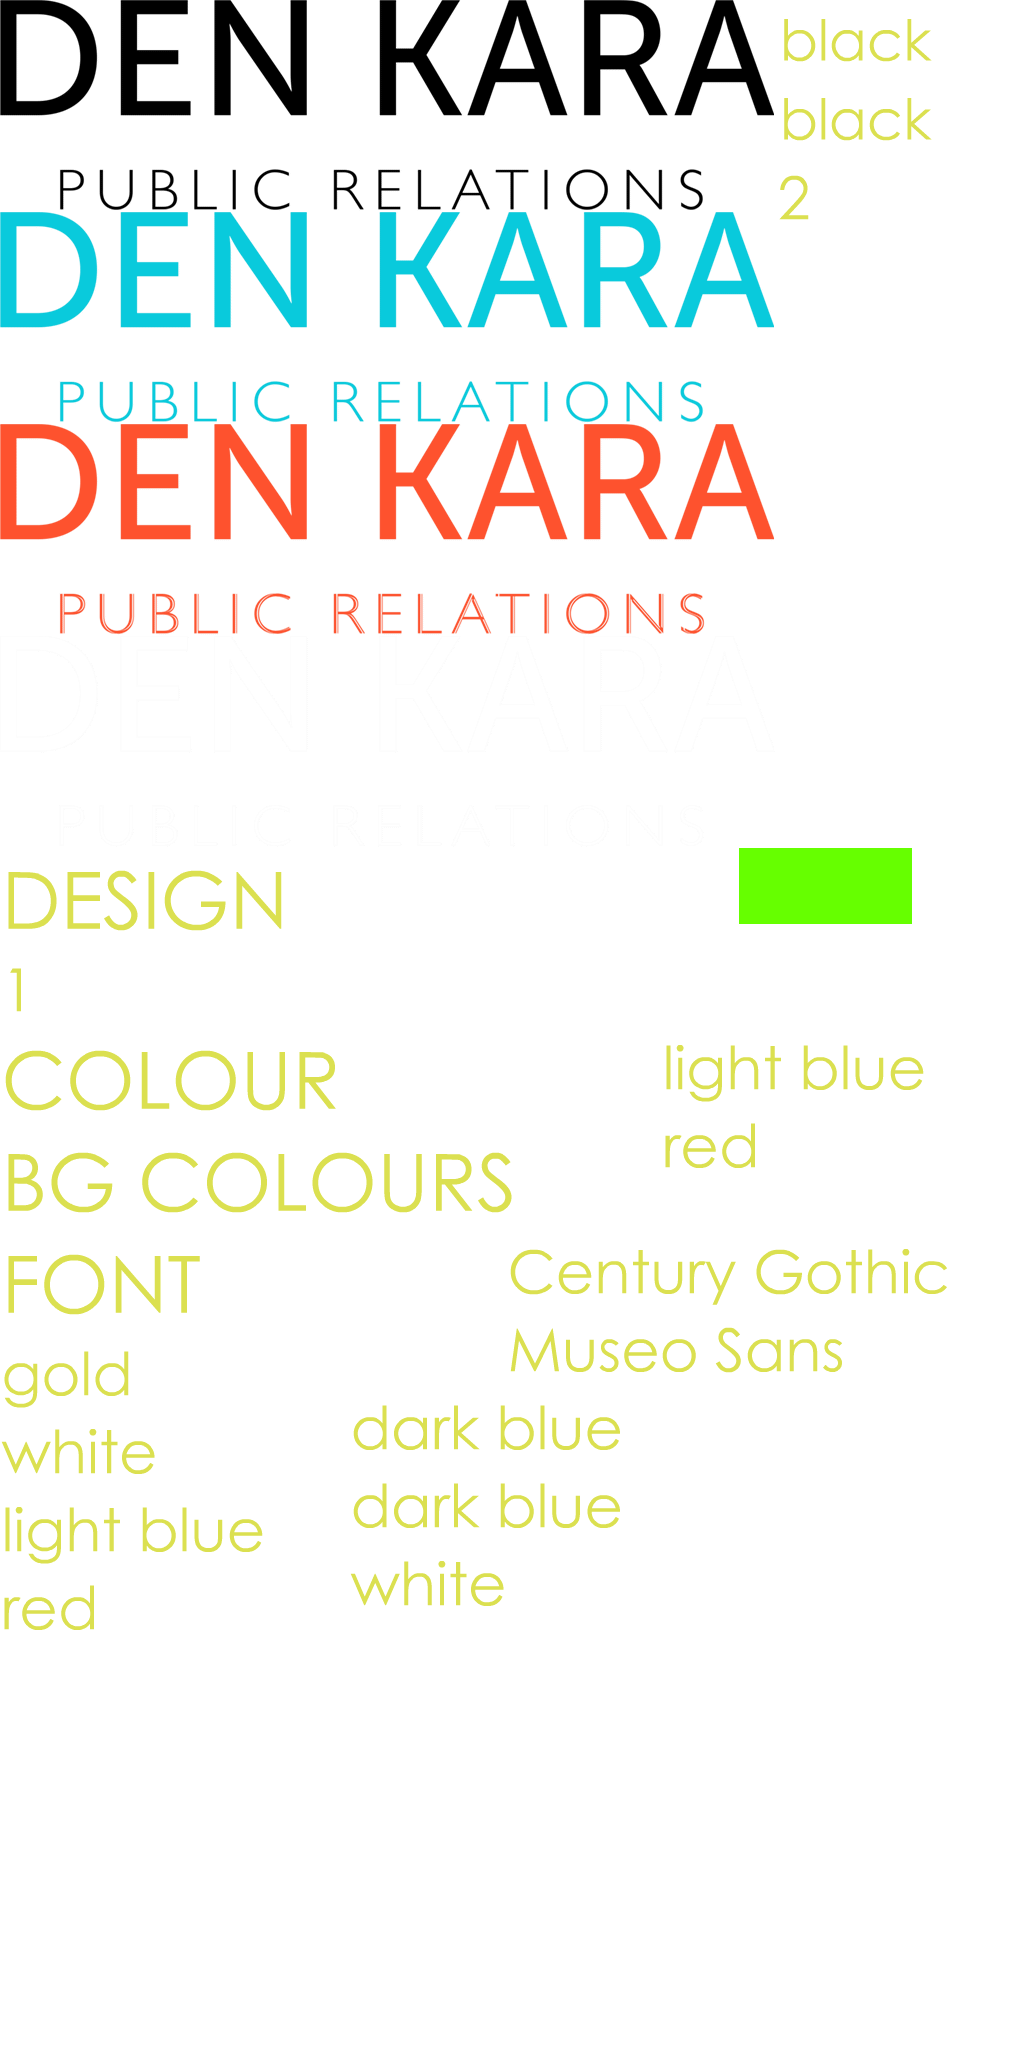 DEN KARA
black
black
PUBLIC RELATIONS
2
DEN KARA
PUBLIC RELATIONS
DEN KARA
PUBLIC RELATIONS
DEN KARA
PUBLIC RELATIONS
DESIGN
1
COLOUR
light blue
red
BG COLOURS
FONT
Century Gothic
Museo Sans
gold
white
light blue
red
dark blue
dark blue
white